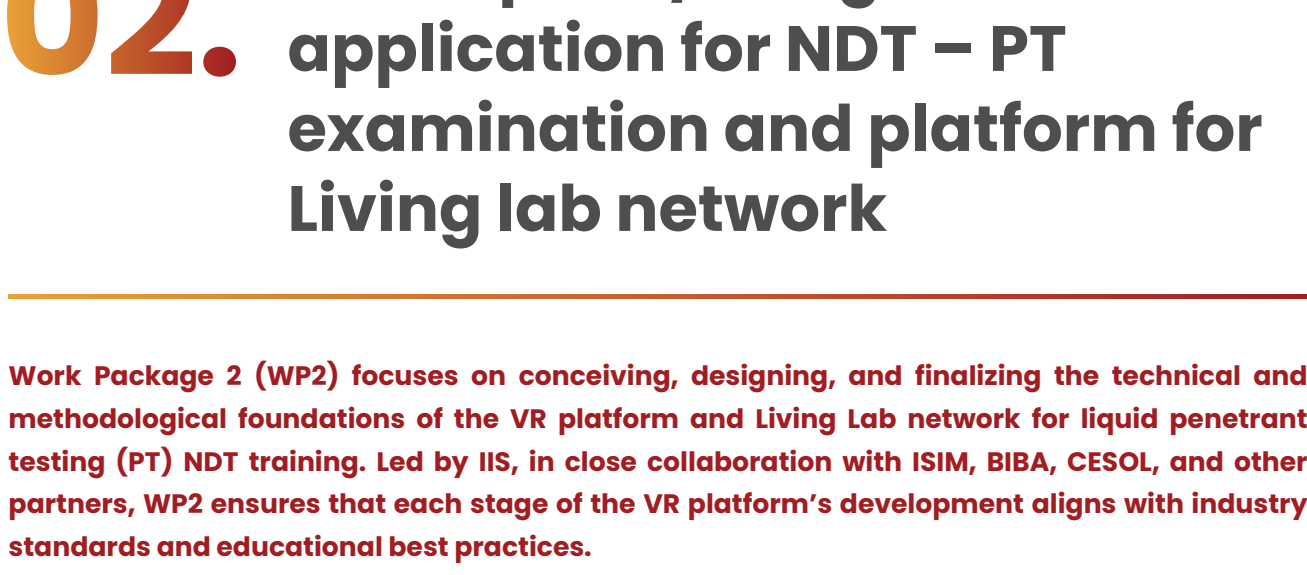 02.
application for NDT – PT
examination and platform for
Living lab network
Work Package 2 (WP2) focuses on conceiving, designing, and finalizing the technical and
methodological foundations of the VR platform and Living Lab network for liquid penetrant
testing (PT) NDT training. Led by IIS, in close collaboration with ISIM, BIBA, CESOL, and other
partners, WP2 ensures that each stage of the VR platform’s development aligns with industry
standards and educational best practices.